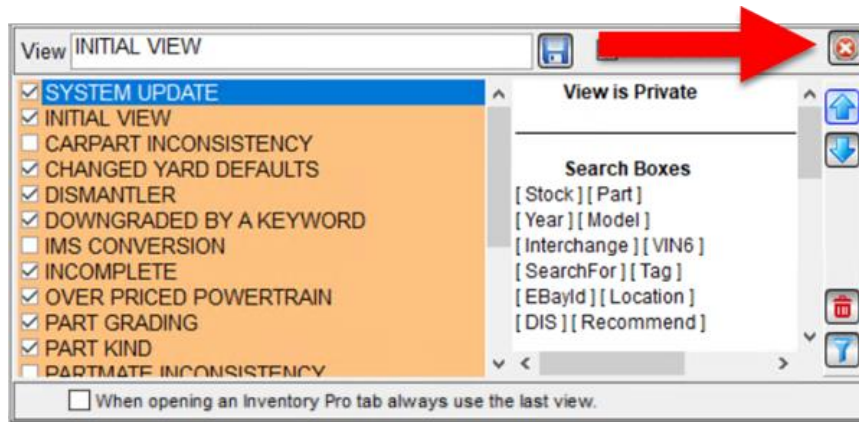 View INITIAL VIEW
SYSTEM UPDATE
INITIAL VIEW
CARPART INCONSISTENCY
CHANGED YARD DEFAULTS
DISMANTLER
DOWNGRADED BY A KEYWORD
IMS CONVERSION
INCOMPLETE
OVER PRICED POWERTRAIN
PART GRADING
PART KIND
PARTMATE INCONSISTENCY
View is Private
Search Boxes
[ Stock ] [ Part ]
[ Year ] [ Model ]
[ Interchange ] [ VIN6 ]
[ SearchFor ] [ Tag ]
[ EBayId ] [ Location ]
[ DIS ] [ Recommend ]
When opening an Inventory Pro tab always use the last view.